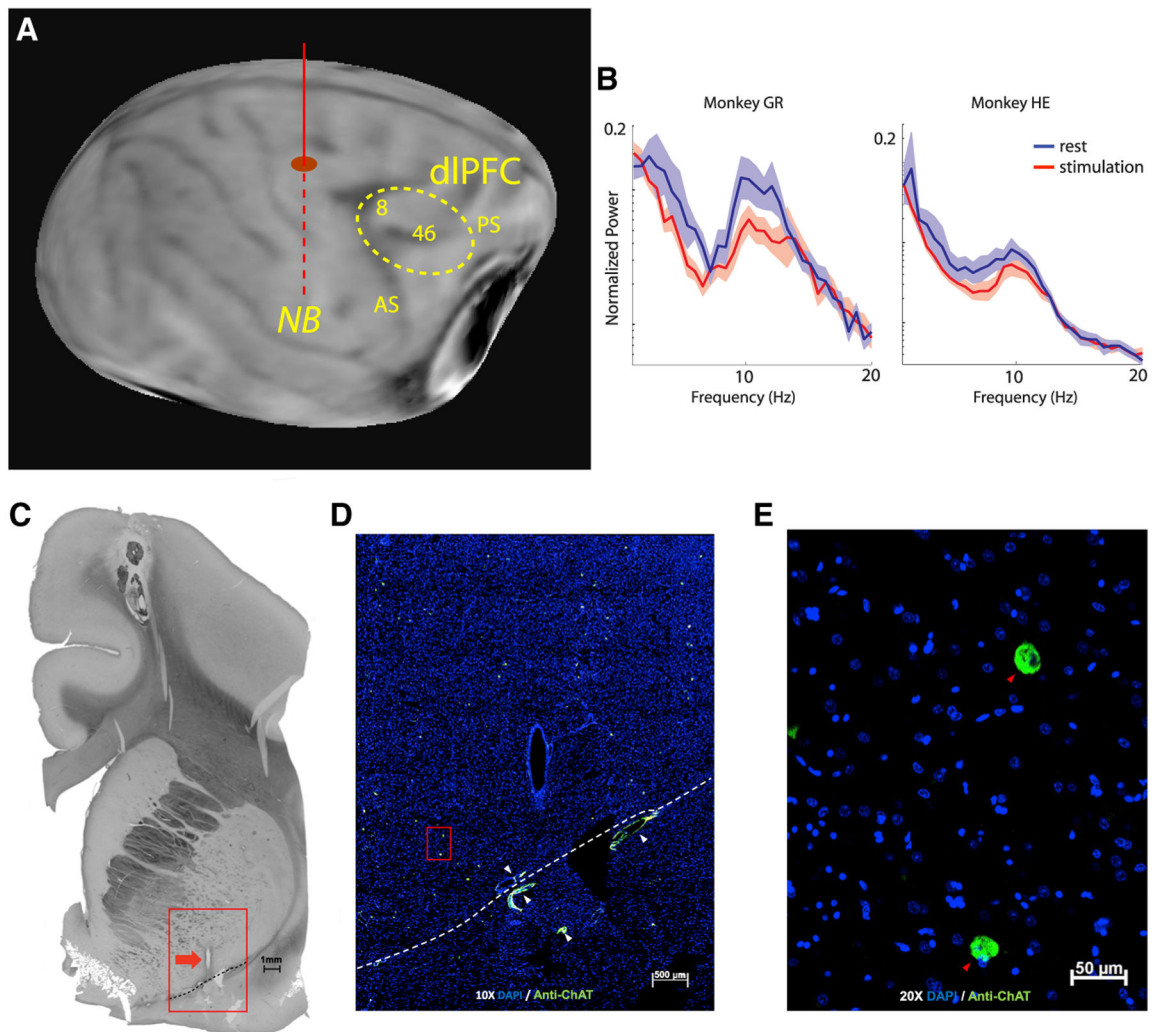 A
dlPFC
8
46
PS
AS
NB
B
Monkey GR
Monkey HE
0.2
0.2
rest
stimulation
Normalized Power
10
20
10
20
Frequency (Hz)
Frequency (Hz)
C
1mm
D
500 µm
10X DAPI / Anti-ChAT
E
50 µm
20X DAPI / Anti-ChAT